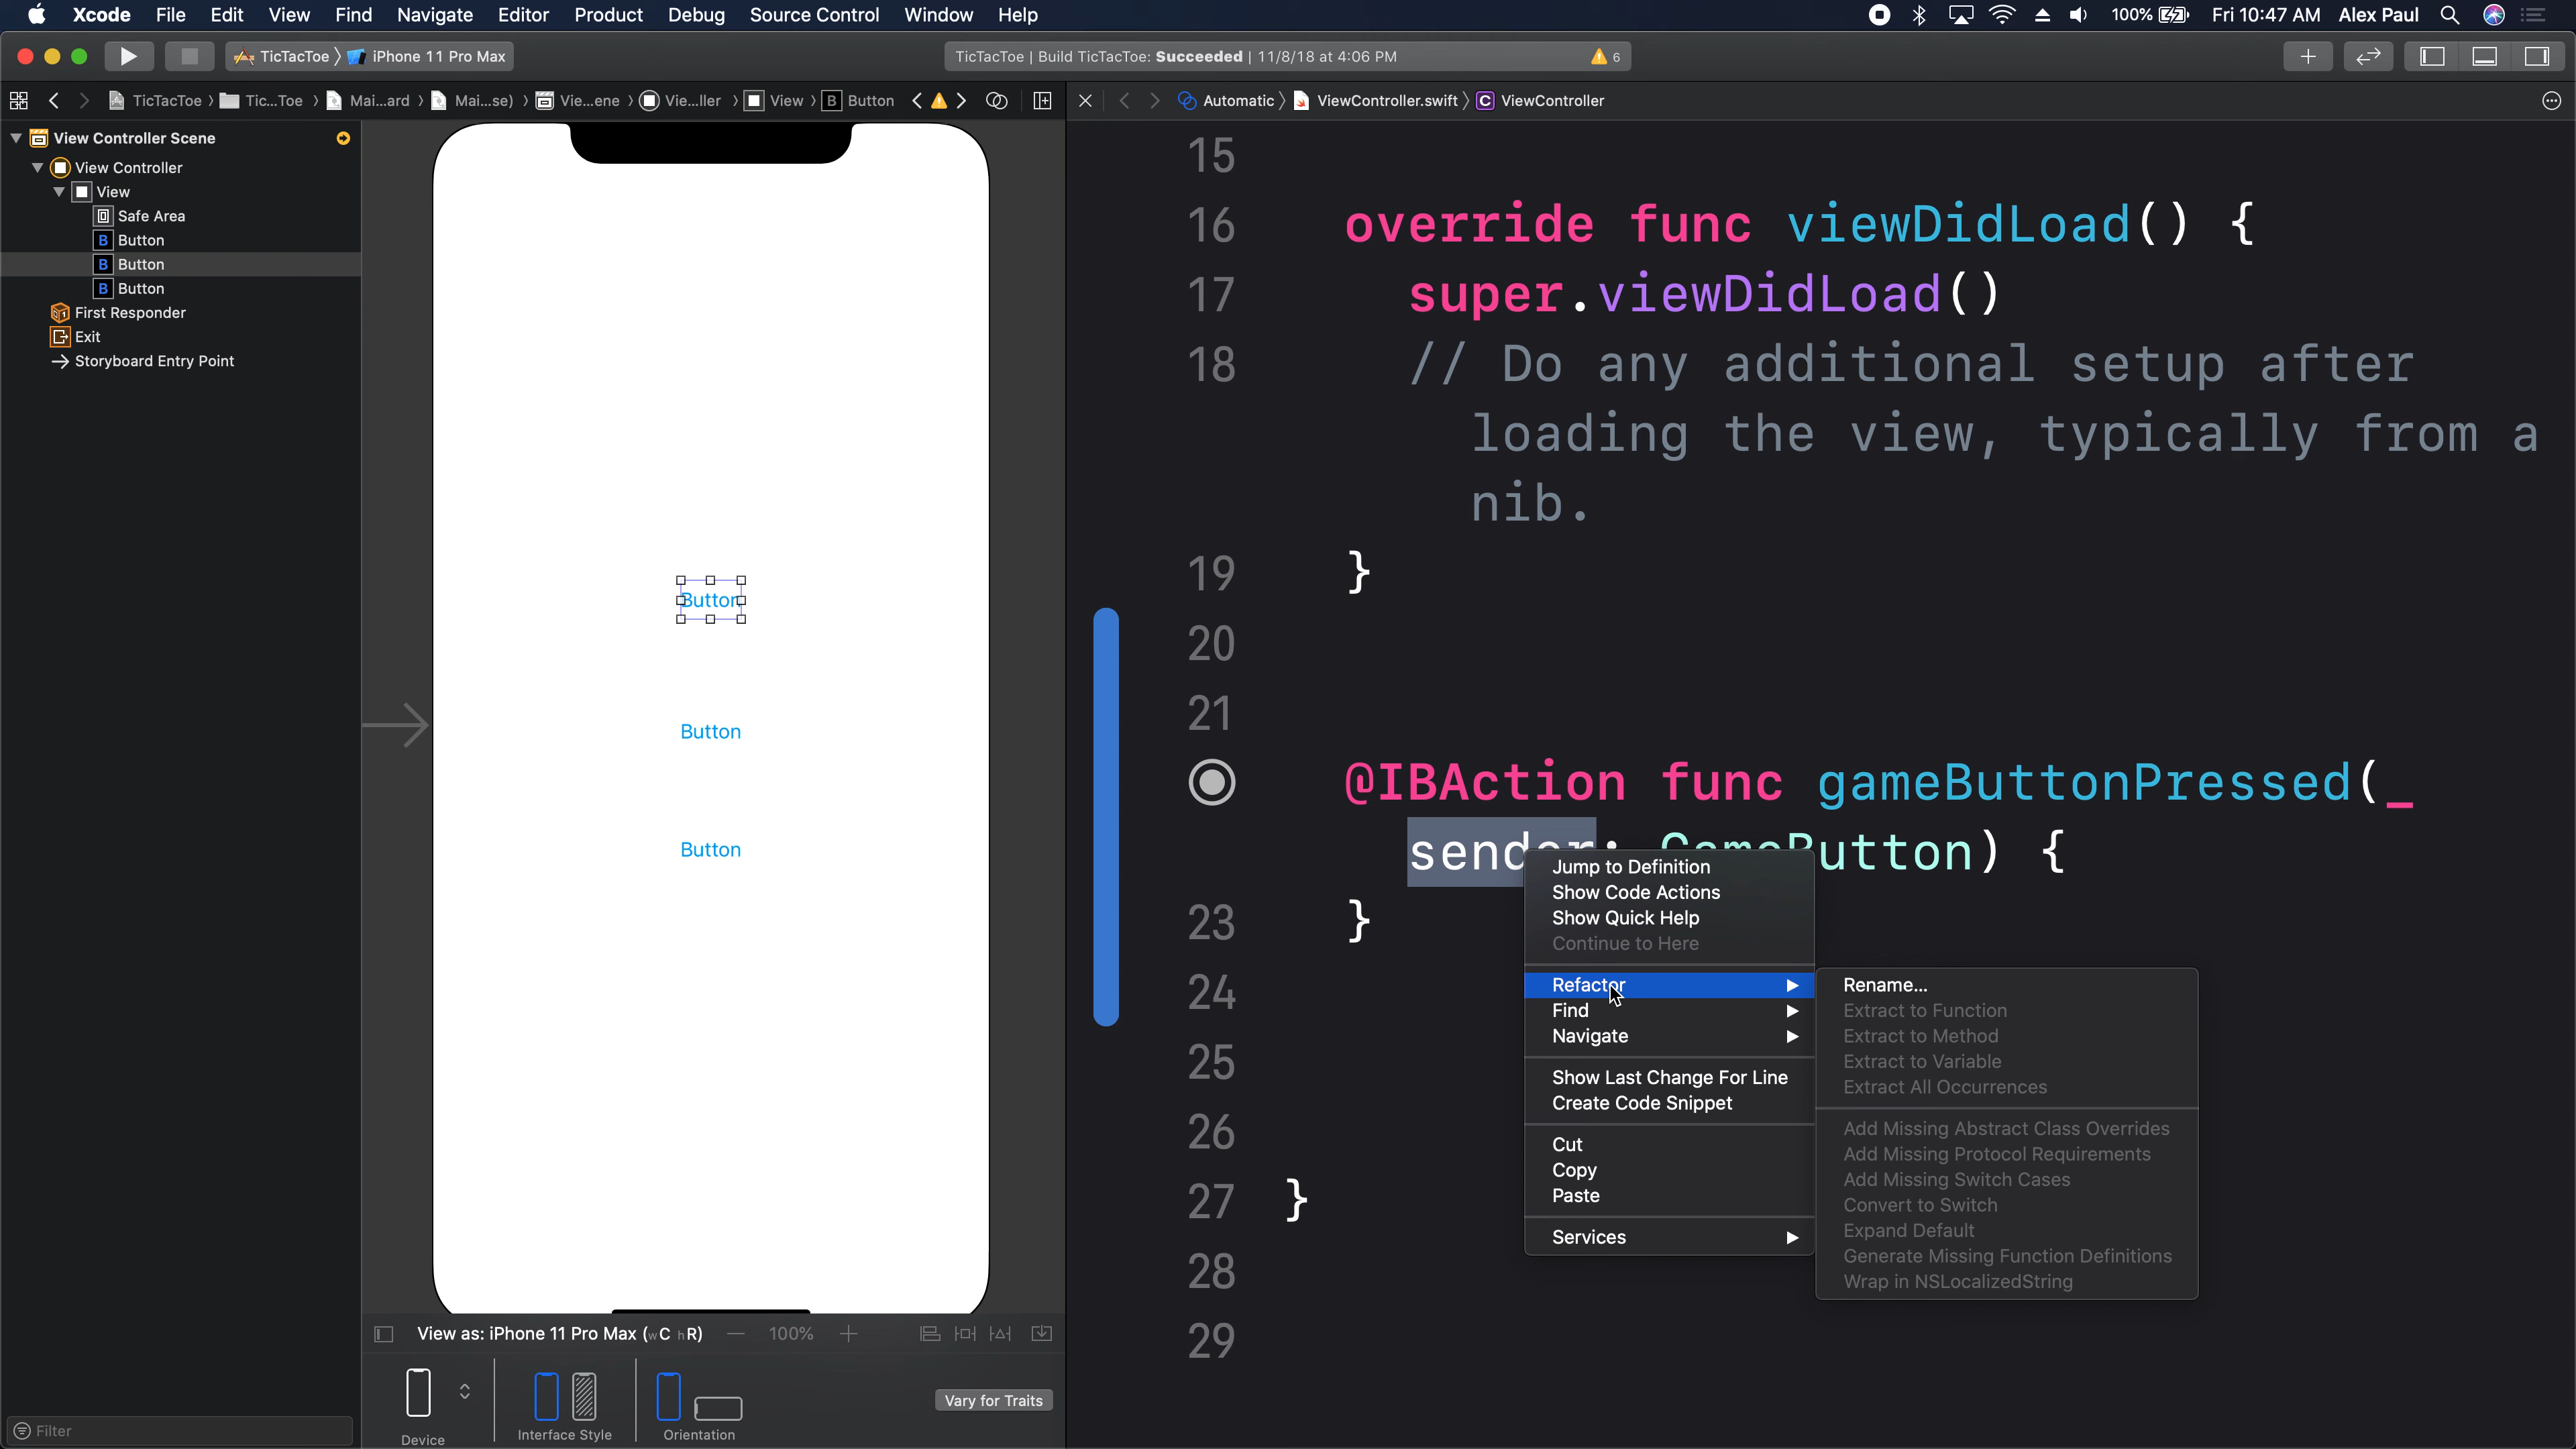 Xcode File Edit View Find Navigate Editor Product Debug Source Control Window Help
100% Fri 10:47 AM Alex Paul
TicTacToe iPhone 11 Pro Max
TicTacToe | Build TicTacToe: Succeeded | 11/8/18 at 4:06 PM
6
TicTacToe Tic...Toe Mai...ard Mai...se) Vie...ene Vie...ller View B Button
Automatic ViewController.swift C ViewController
View Controller Scene
View Controller
View
Safe Area
B Button
B Button
B Button
First Responder
Exit
Storyboard Entry Point
Filter
Button
Button
Button
View as: iPhone 11 Pro Max (wC hR) 100%
Device
Interface Style
Orientation
Vary for Traits
15
16 override func viewDidLoad() {
17 super.viewDidLoad()
18 // Do any additional setup after
loading the view, typically from a
nib.
19 }
20
21
@IBAction func gameButtonPressed(_
sender: GameButton) {
23 }
24
25
26
27 }
28
29
Jump to Definition
Show Code Actions
Show Quick Help
Continue to Here
Refactor
Find
Navigate
Show Last Change For Line
Create Code Snippet
Cut
Copy
Paste
Services
Rename...
Extract to Function
Extract to Method
Extract to Variable
Extract All Occurrences
Add Missing Abstract Class Overrides
Add Missing Protocol Requirements
Add Missing Switch Cases
Convert to Switch
Expand Default
Generate Missing Function Definitions
Wrap in NSLocalizedString